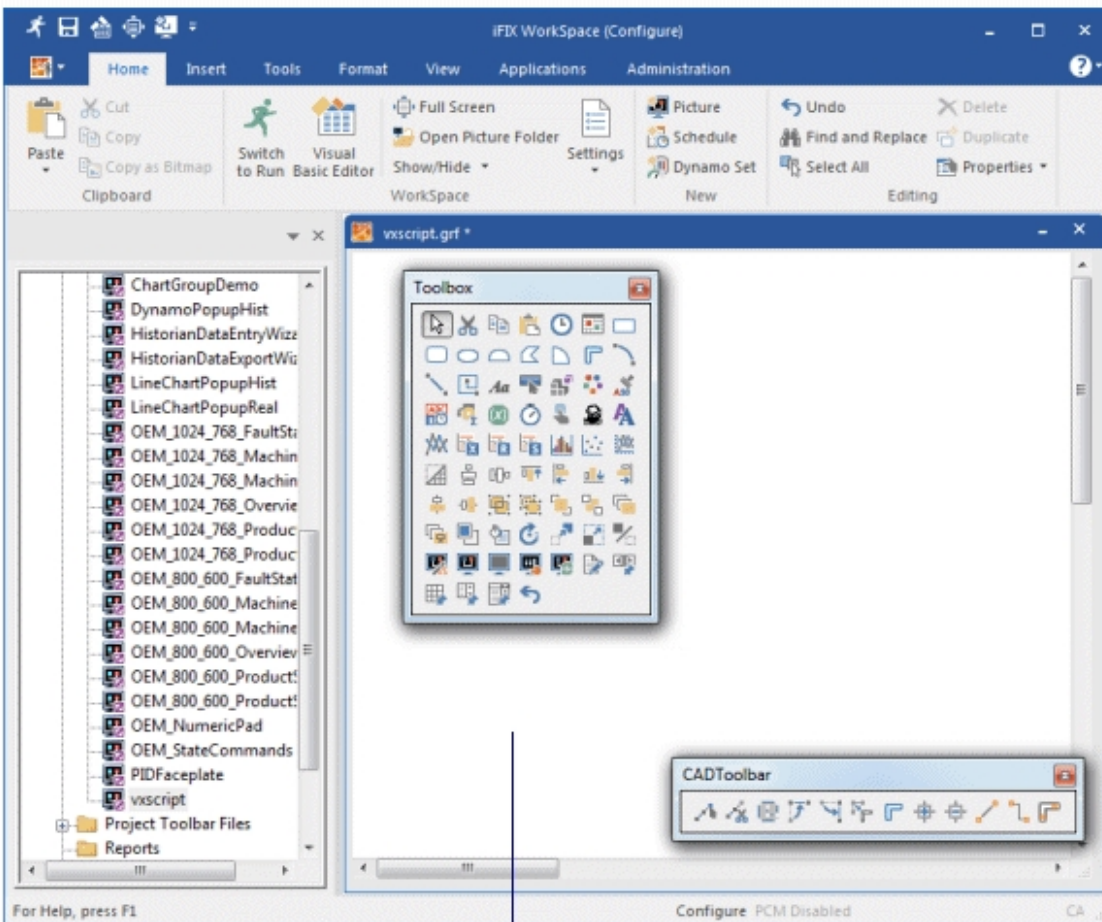 iFIX WorkSpace (Configure)
Home Insert Tools Format View Applications Administration
Paste
Cut
Copy
Copy as Bitmap
Clipboard
Switch to Run
Visual Basic Editor
Full Screen
Open Picture Folder
Show/Hide
Settings
WorkSpace
Picture
Schedule
Dynamo Set
New
Undo
Find and Replace
Select All
Delete
Duplicate
Properties
Editing
ChartGroupDemo
DynamoPopupHist
HistorianDataEntryWiza
HistorianDataExportWiz
LineChartPopupHist
LineChartPopupReal
OEM_1024_768_FaultSta
OEM_1024_768_Machin
OEM_1024_768_Machin
OEM_1024_768_Overvie
OEM_1024_768_Produc
OEM_1024_768_Produc
OEM_800_600_FaultStat
OEM_800_600_Machine
OEM_800_600_Machine
OEM_800_600_Overview
OEM_800_600_ProductS
OEM_800_600_ProductS
OEM_NumericPad
OEM_StateCommands
PIDFaceplate
vxscript
Project Toolbar Files
Reports
vxscript.grf *
Toolbox
Aa
CADToolbar
For Help, press F1
Configure PCM Disabled
CA